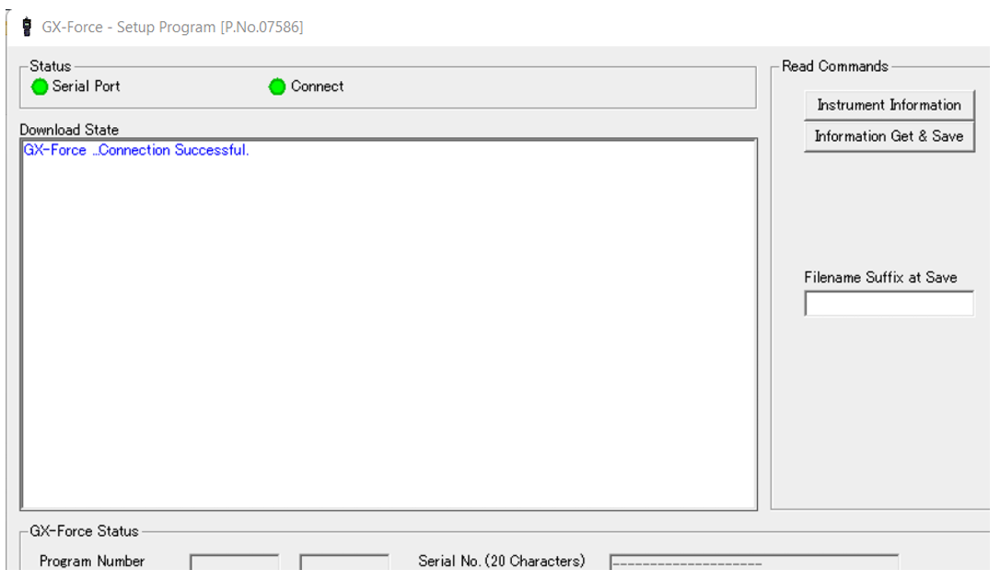 GX-Force - Setup Program [P.No.07586]
Status
Serial Port
Connect
Download State
GX-Force ...Connection Successful.
Read Commands
Instrument Information
Information Get & Save
Filename Suffix at Save
GX-Force Status
Program Number
Serial No.(20 Characters)
--------------------